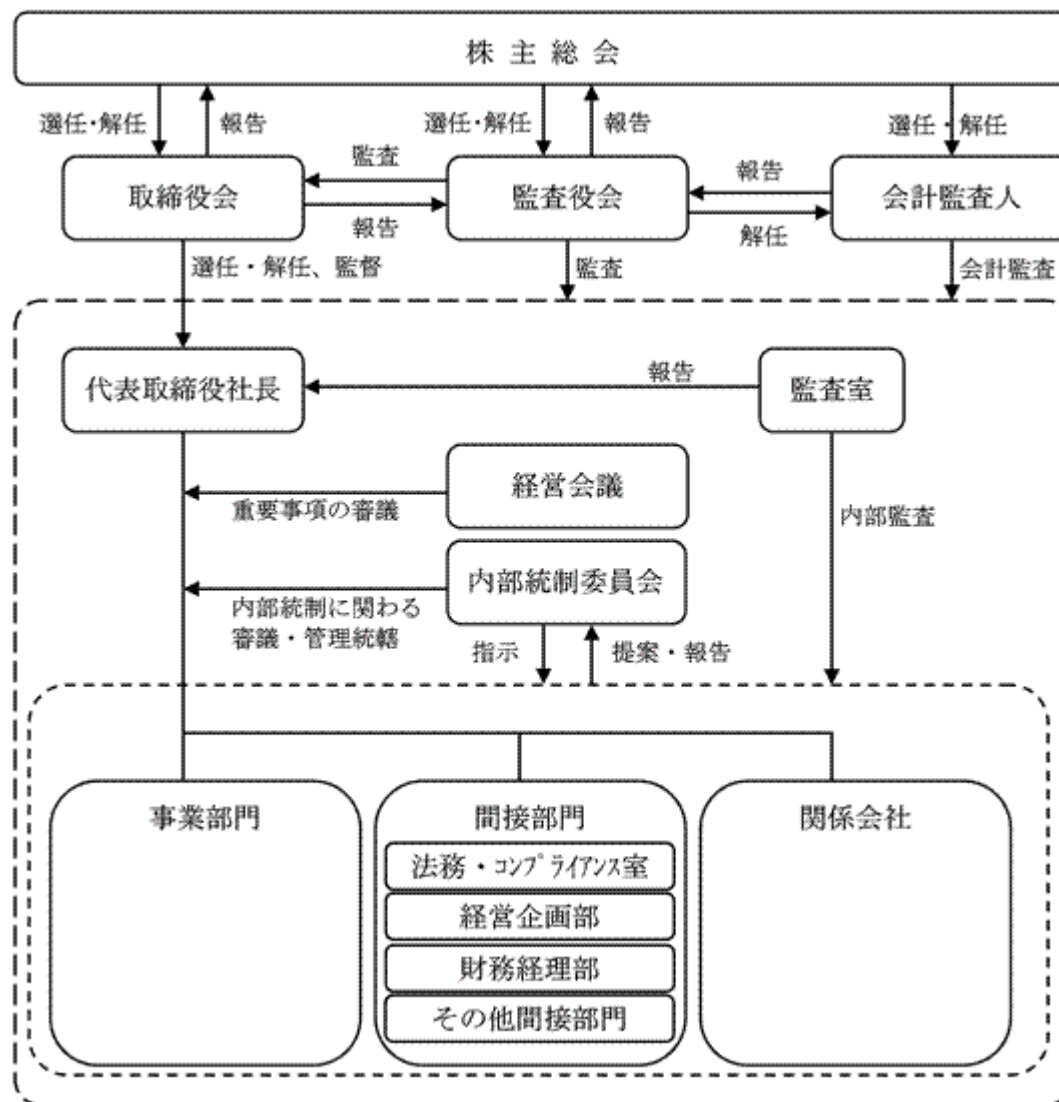 株主総会
選任・解任
報告
選任・解任
報告
選任・解任
取締役会
監査
報告
監査役会
報告
解任
会計監査人
選任・解任、監督
監査
会計監査
代表取締役社長
報告
監査室
経営会議
重要事項の審議
内部監査
内部統制委員会
内部統制に関わる
審議・管理統轄
指示
提案・報告
事業部門
間接部門
関係会社
法務・コンプライアンス室
経営企画部
財務経理部
その他間接部門